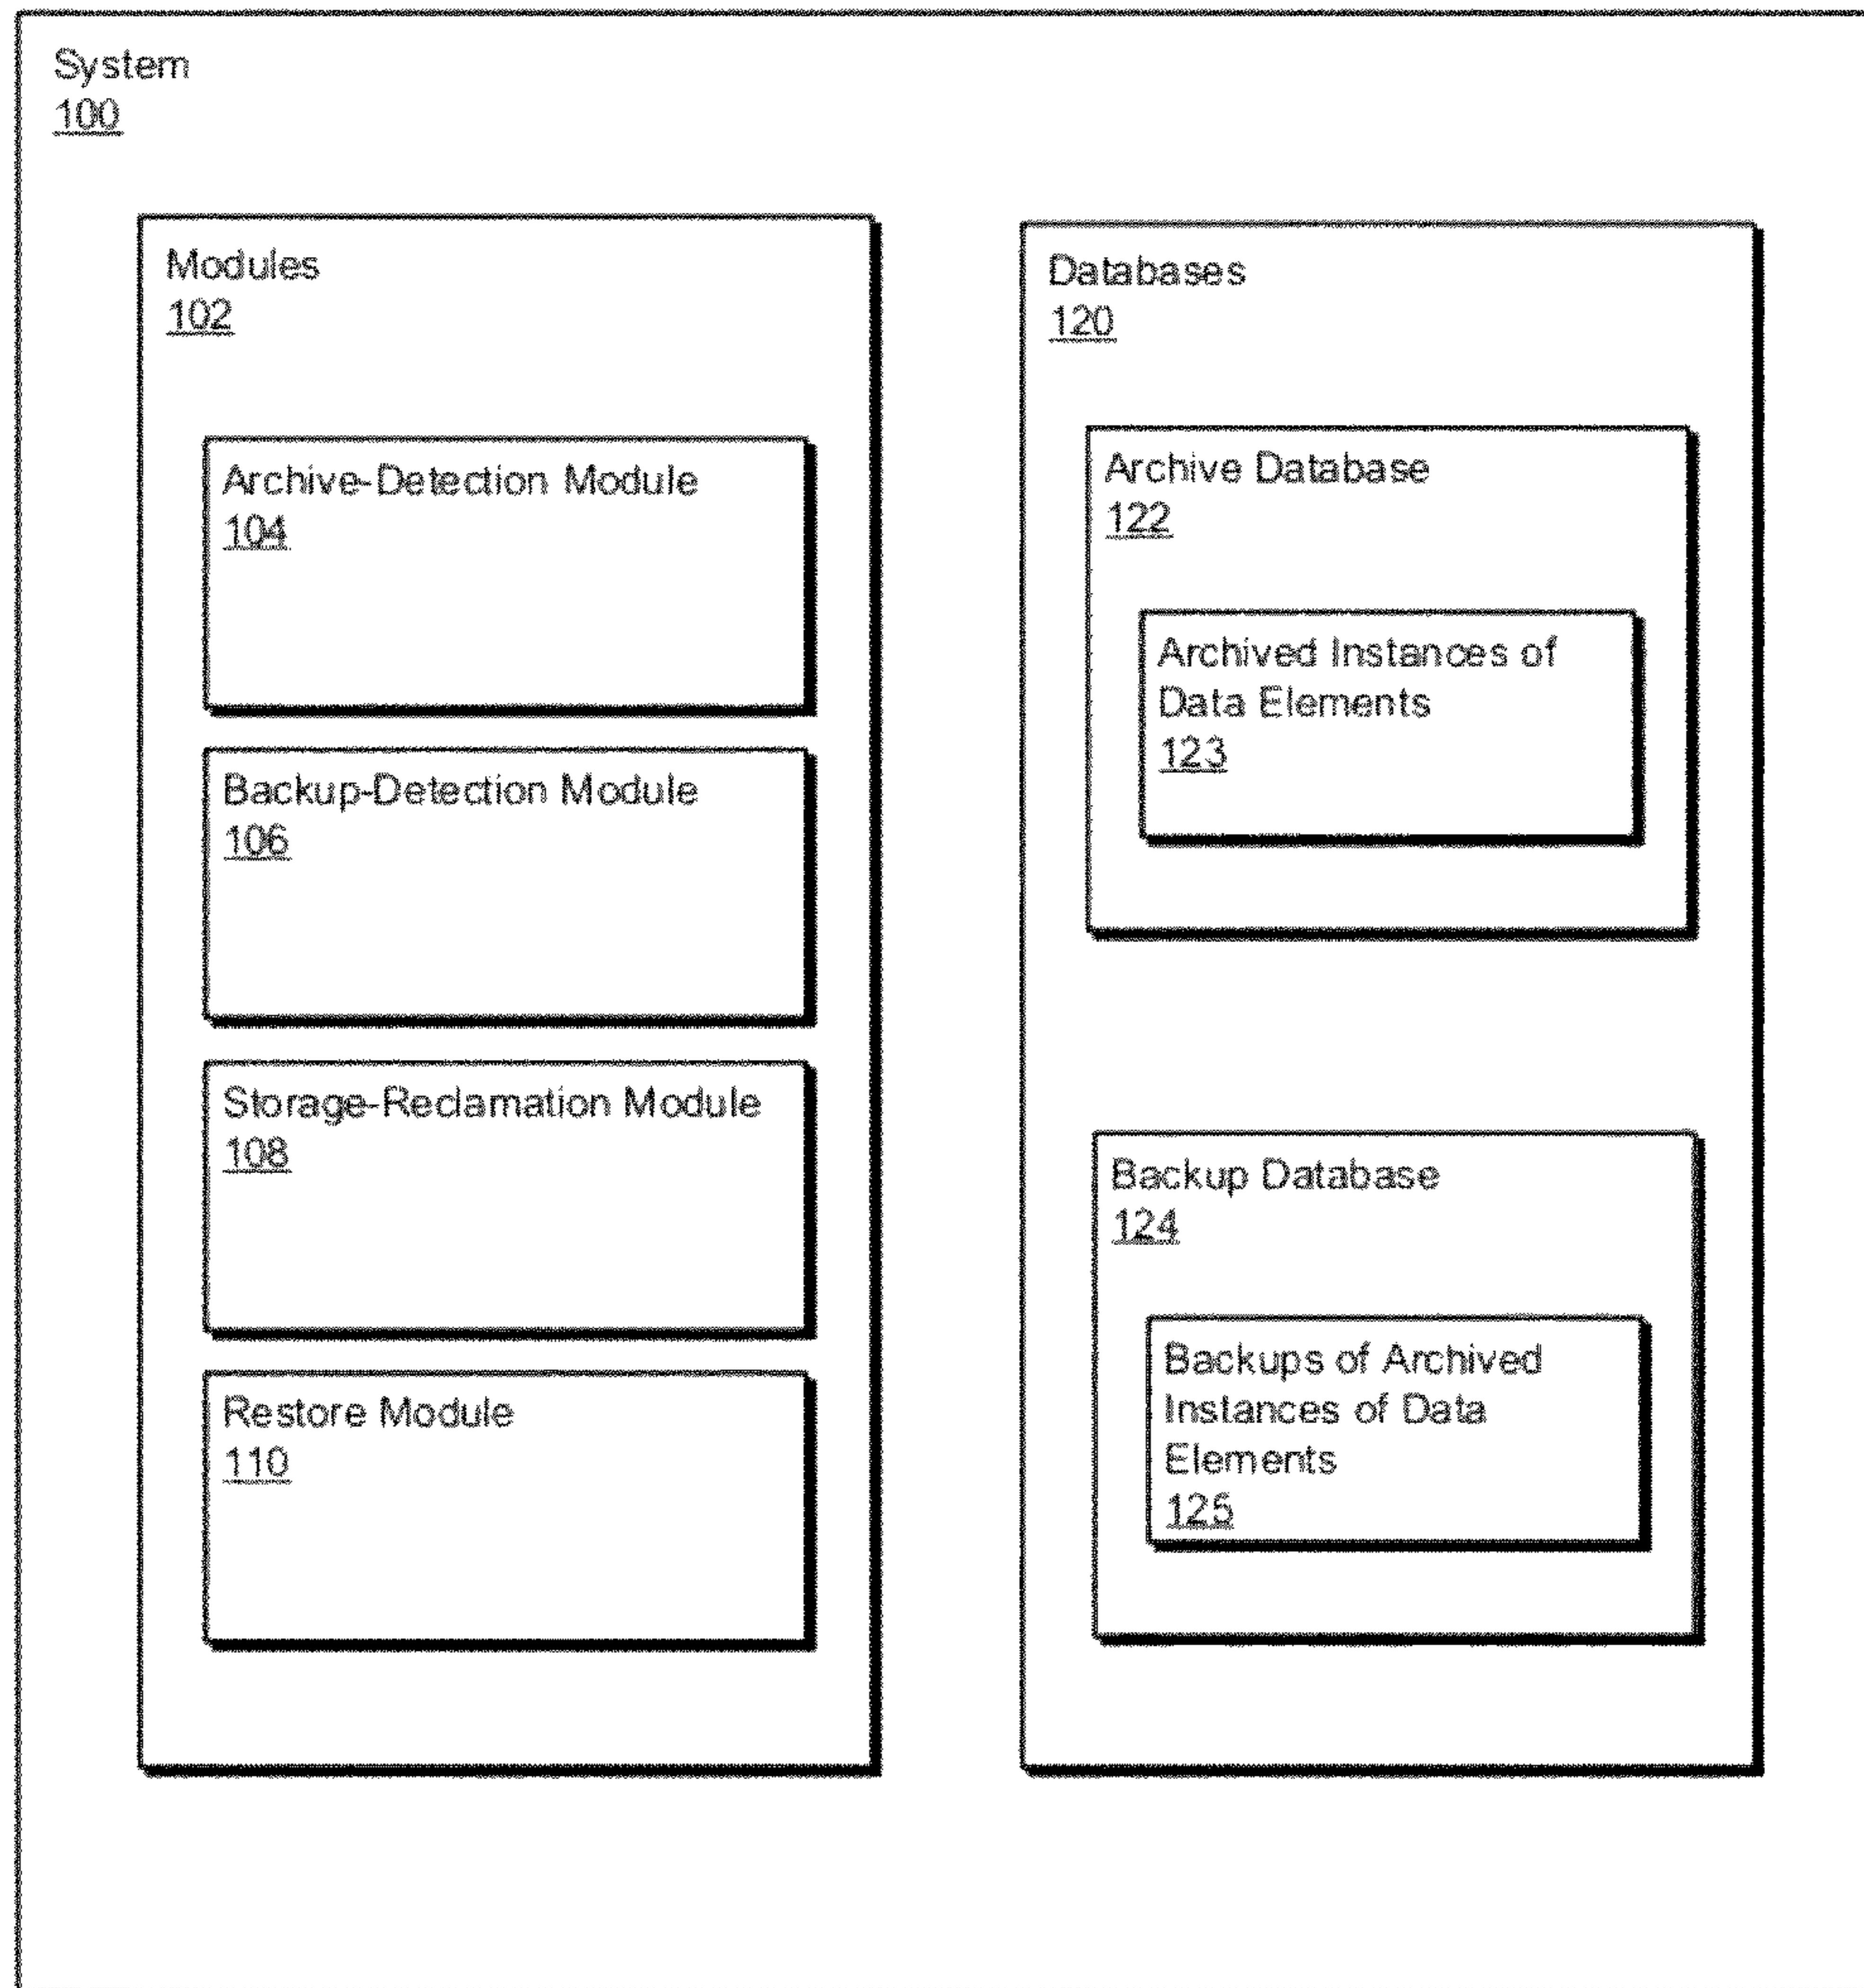 System
100
Modules
102
Archive-Detection Module
104
Backup-Detection Module
106
Storage-Reclamation Module
108
Restore Module
110
Databases
120
Archive Database
122
Archived Instances of
Data Elements
123
Backup Database
124
Backups of Archived
Instances of Data
Elements
125